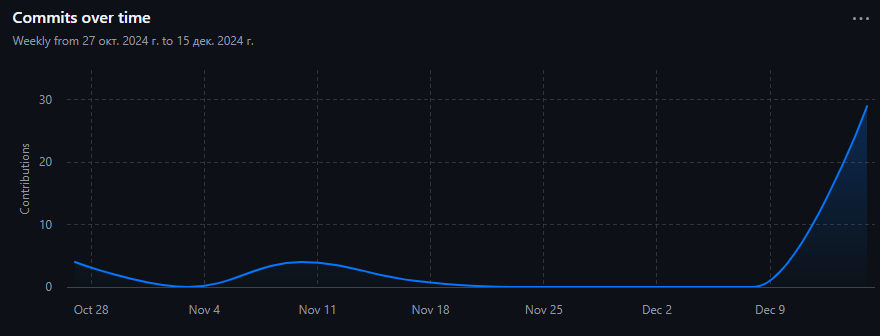 Commits over time
Weekly from 27 окт. 2024 г. to 15 дек. 2024 г.
Contributions
30
20
10
0
Oct 28 Nov 4 Nov 11 Nov 18 Nov 25 Dec 2 Dec 9